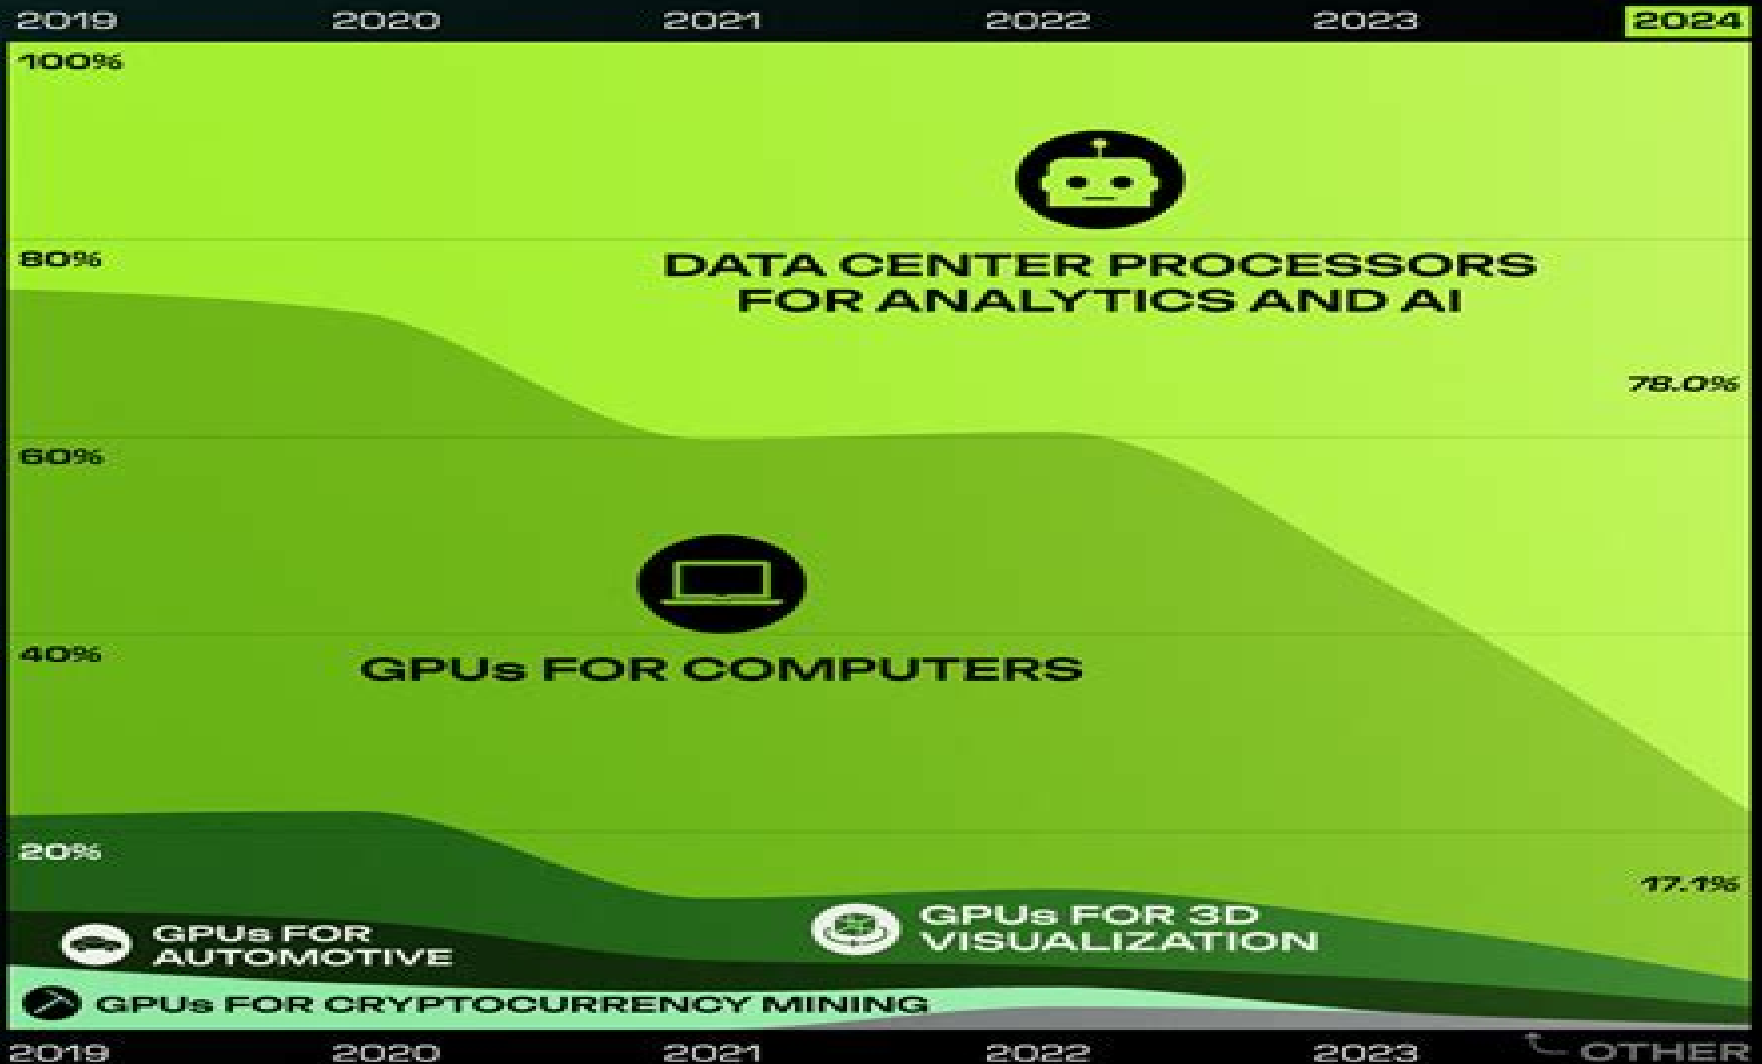 2019 2020 2021 2022 2023 2024
100%
80%
DATA CENTER PROCESSORS
FOR ANALYTICS AND AI
78.0%
60%
40%
GPUs FOR COMPUTERS
20%
17.1%
GPUs FOR 3D
VISUALIZATION
GPUs FOR
AUTOMOTIVE
GPUs FOR CRYPTOCURRENCY MINING
2019 2020 2021 2022 2023 OTHER